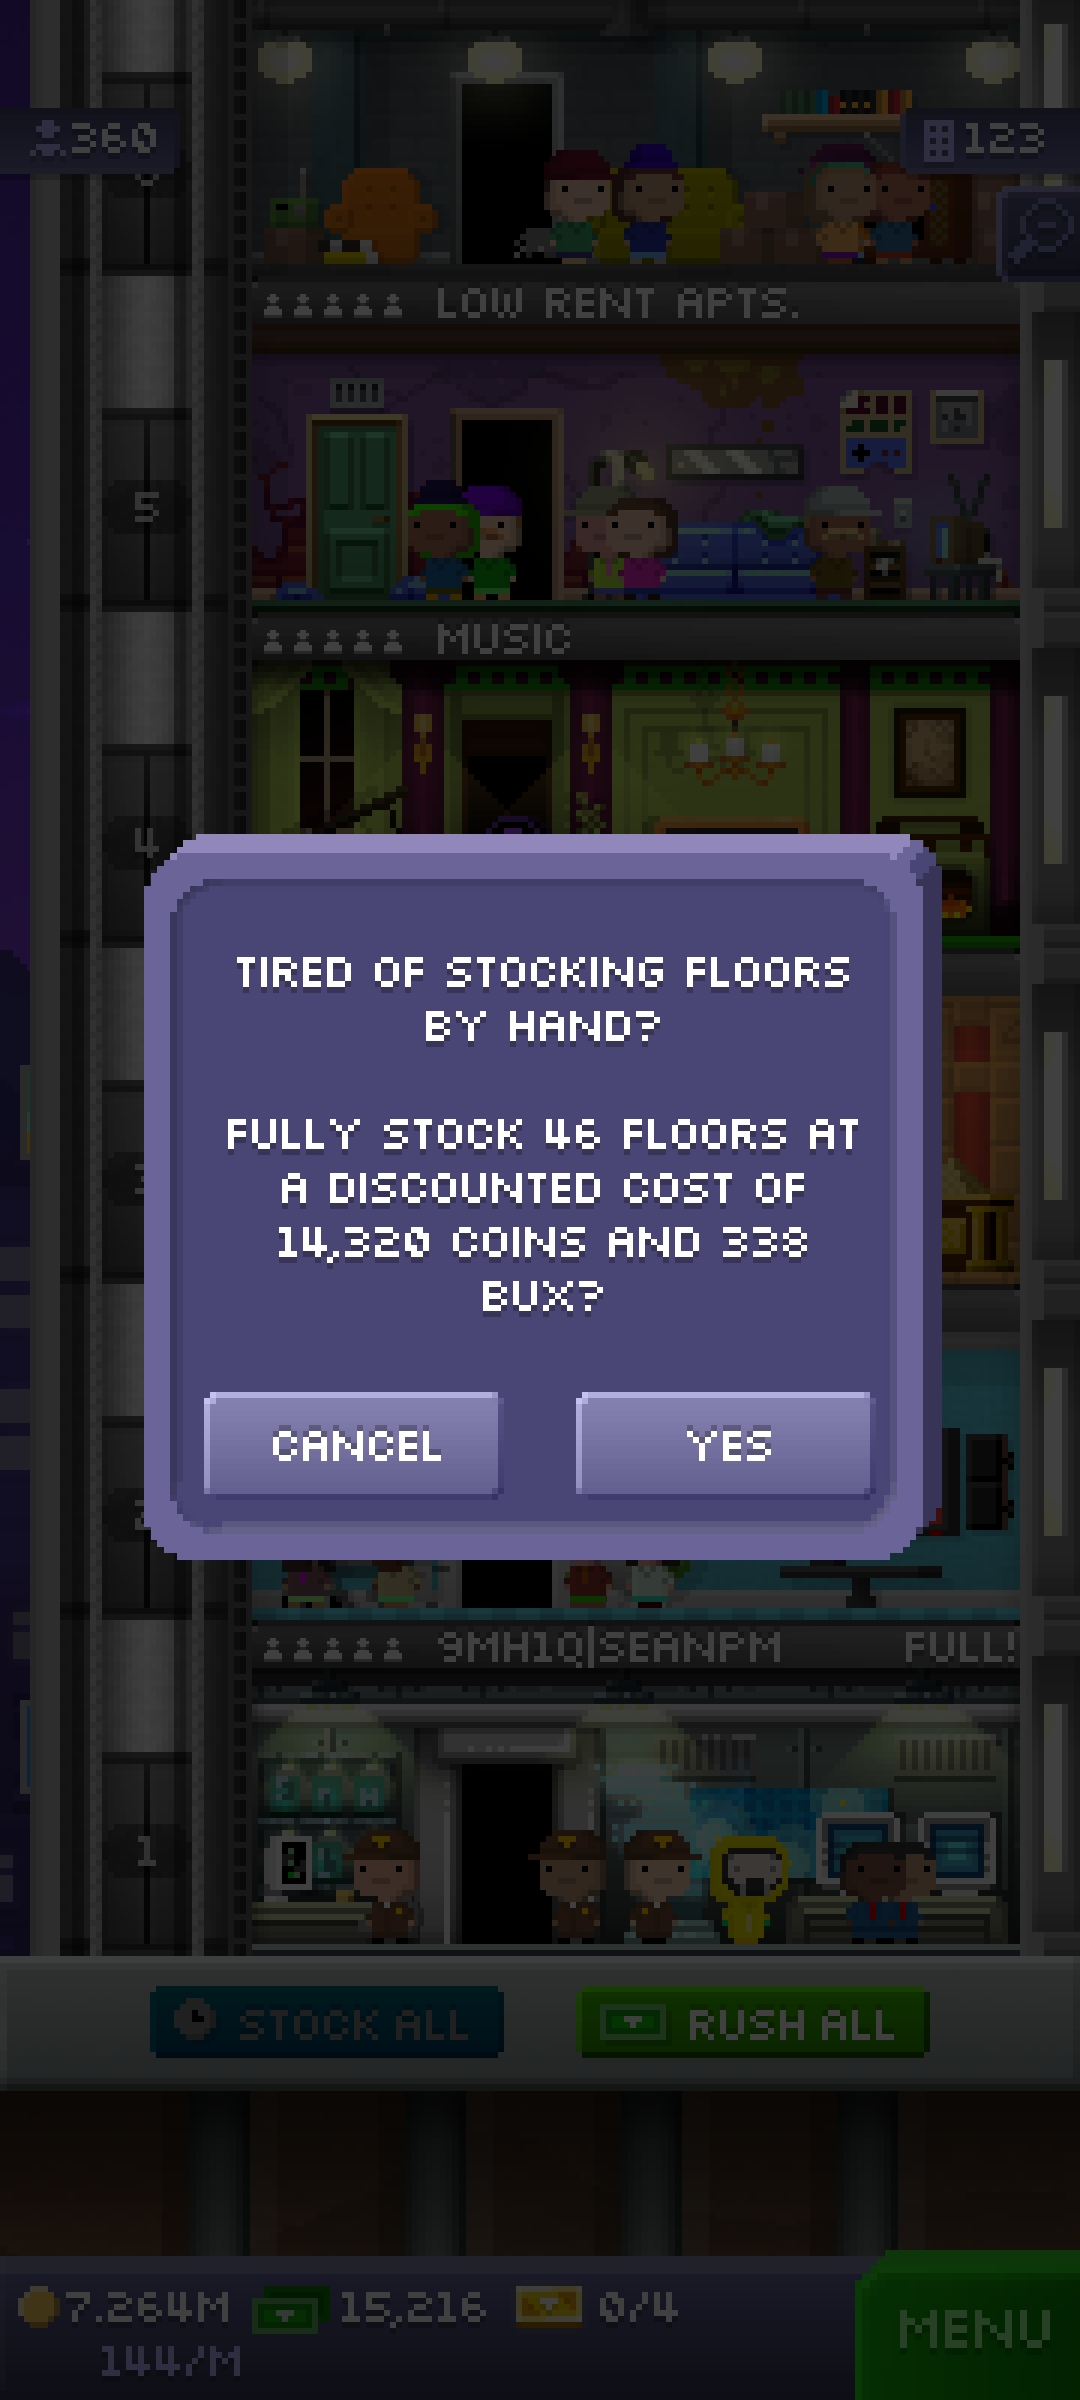 360
123
LOW RENT APTS.
5
MUSIC
4
TIRED OF STOCKING FLOORS
BY HAND?
FULLY STOCK 46 FLOORS AT
A DISCOUNTED COST OF
14,320 COINS AND 338
BUX?
CANCEL
YES
9MH1Q|SEANPM
FULL!
1
STOCK ALL
RUSH ALL
7.264M
15,216
0/4
144/M
MENU